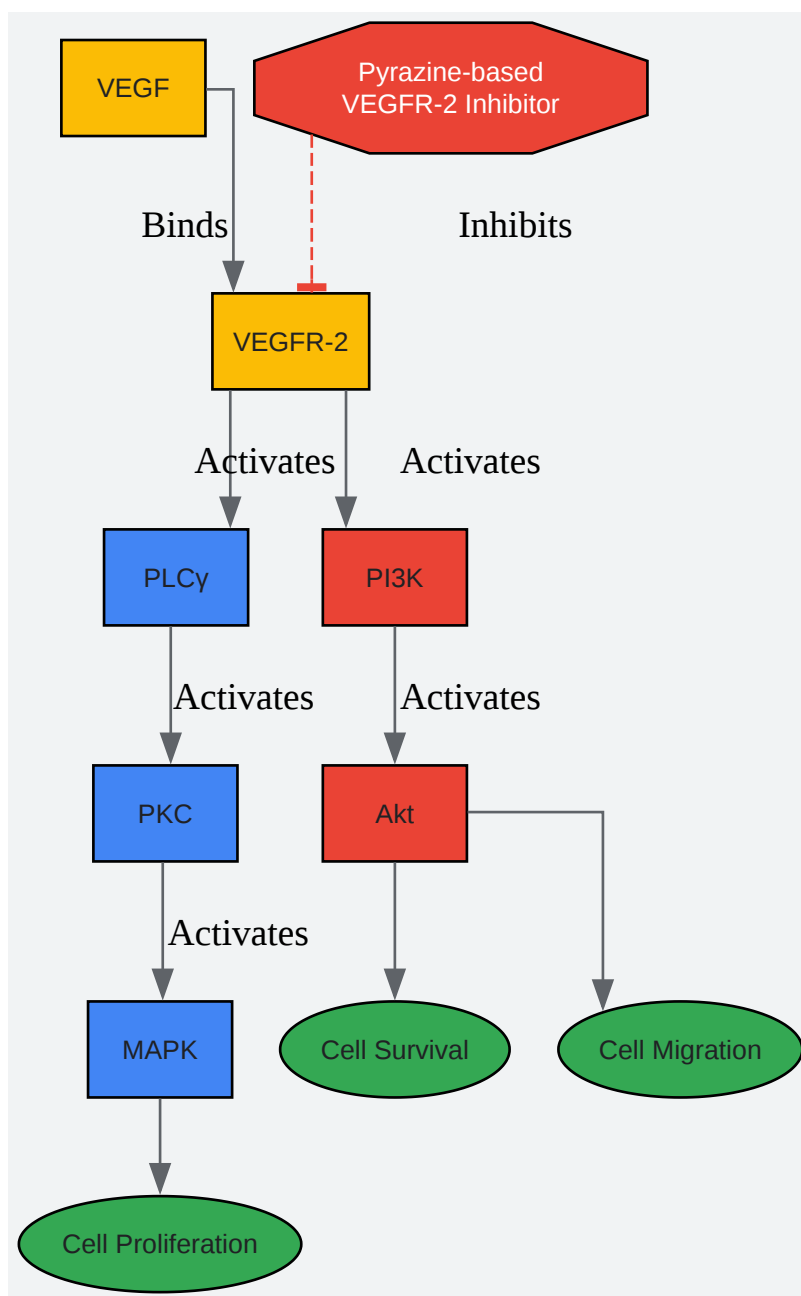 VEGF
Pyrazine-based
VEGFR-2 Inhibitor
Binds
Inhibits
VEGFR-2
Activates
Activates
PLCγ
PI3K
Activates
Activates
PKC
Akt
Activates
MAPK
Cell Survival
Cell Migration
Cell Proliferation